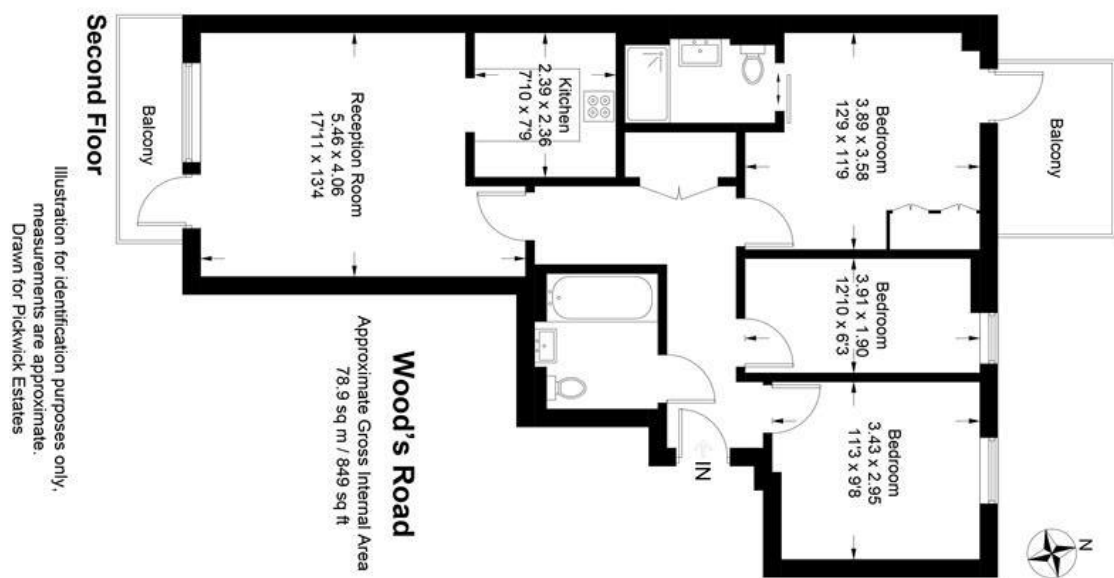 Balcony
Bedroom
3.89 x 3.58
12'9 x 11'9
Bedroom
3.91 x 1.90
12'10 x 6'3
Bedroom
3.43 x 2.95
11'3 x 9'8
N
IN
Kitchen
2.39 x 2.36
7'10 x 7'9
Reception Room
5.46 x 4.06
17'11 x 13'4
Balcony
Wood's Road
Approximate Gross Internal Area
78.9 sq m / 849 sq ft
Second Floor
Illustration for identification purposes only,
measurements are approximate.
Drawn for Pickwick Estates